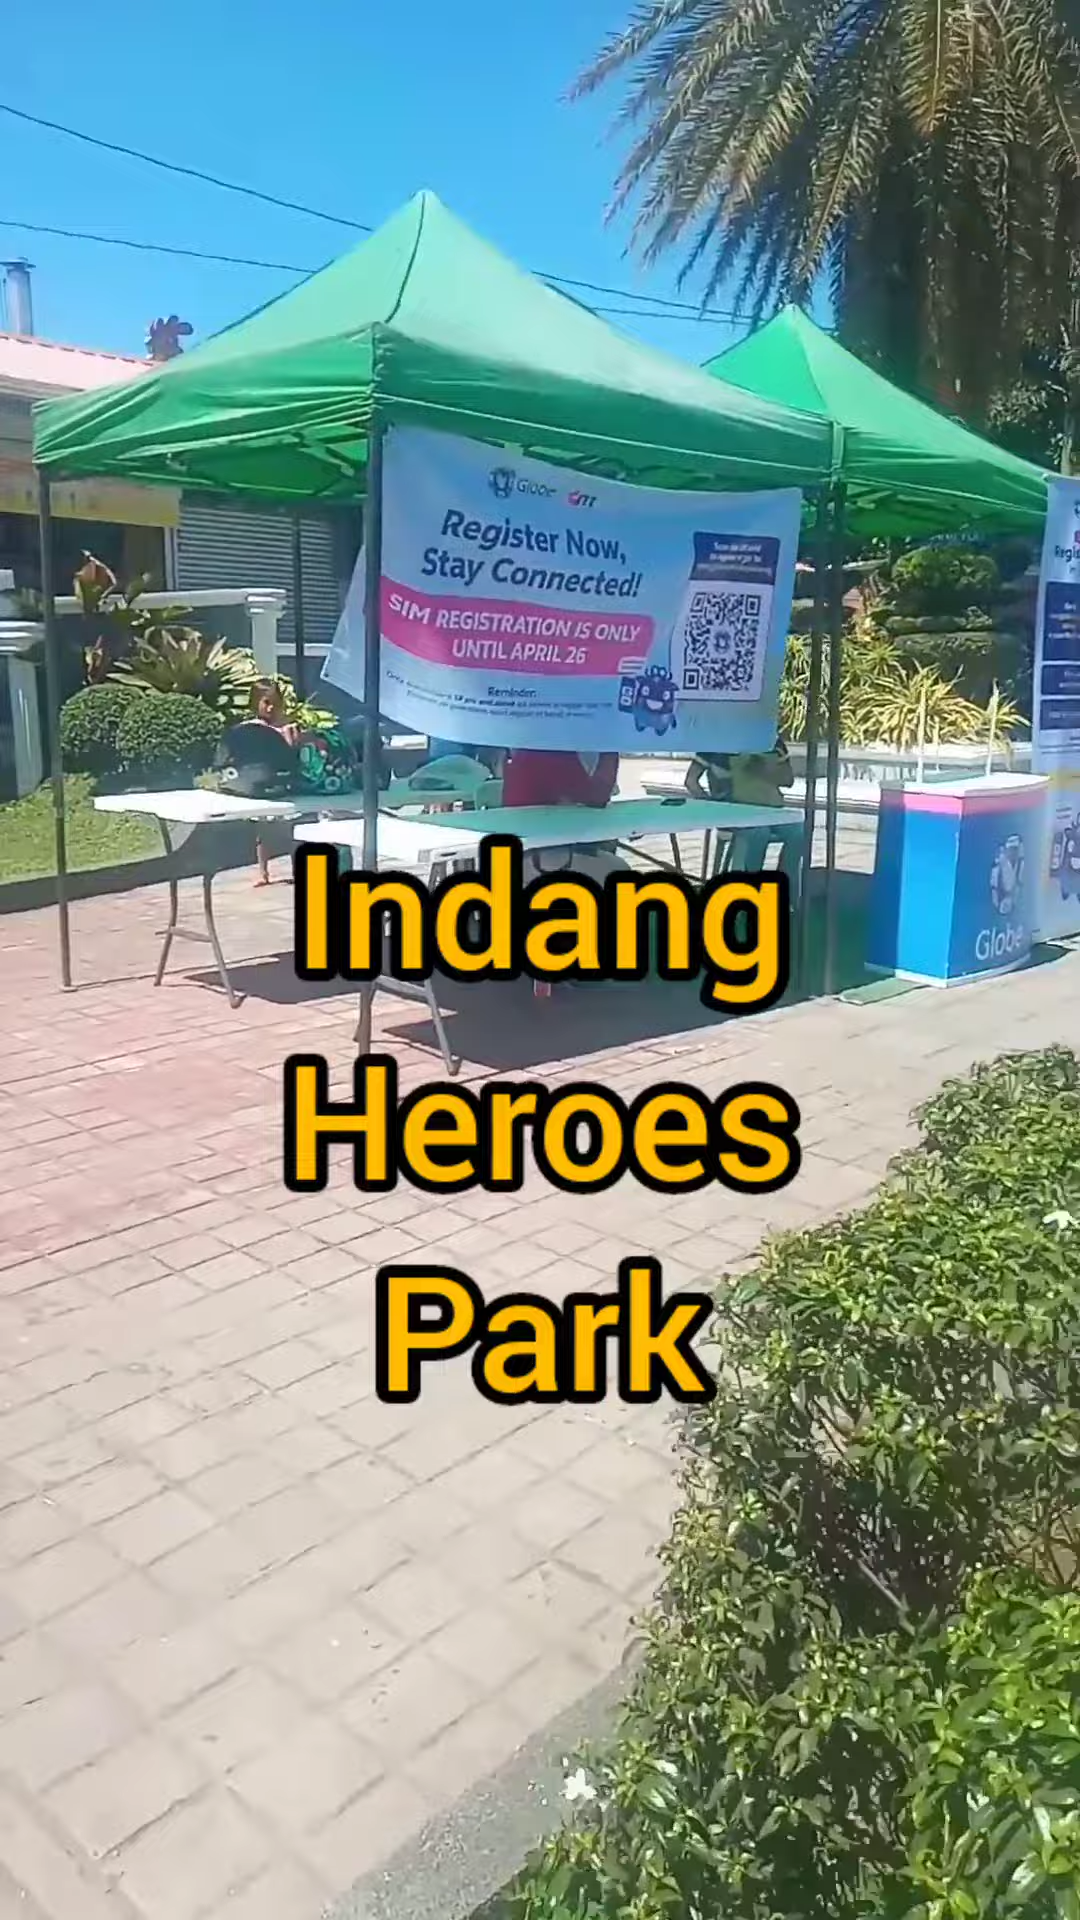 Globe
Register Now,
Stay Connected!
SIM REGISTRATION IS ONLY
UNTIL APRIL 26
Reminder:
Globe
Indang
Heroes
Park